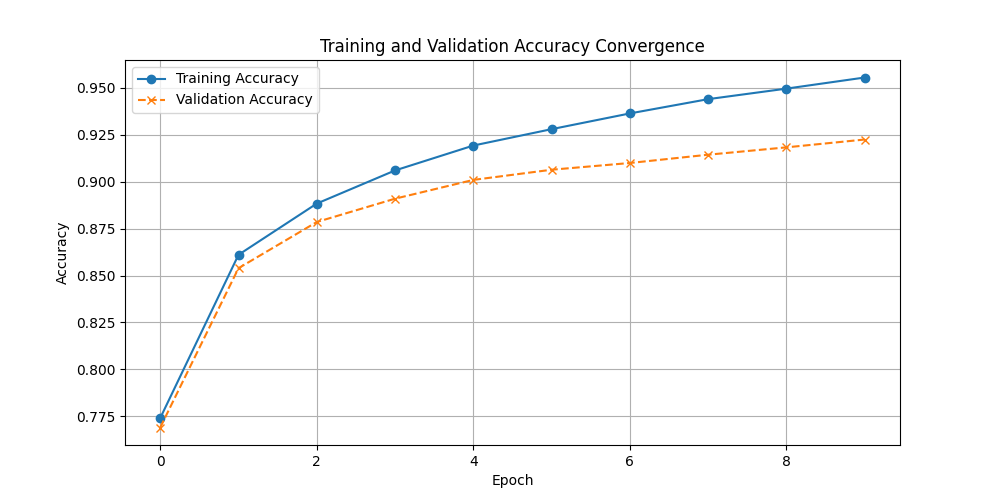 Training and Validation Accuracy Convergence
Training Accuracy
Validation Accuracy
0.950
0.925
0.900
0.875
0.850
0.825
0.800
0.775
Accuracy
0 2 4 6 8
Epoch